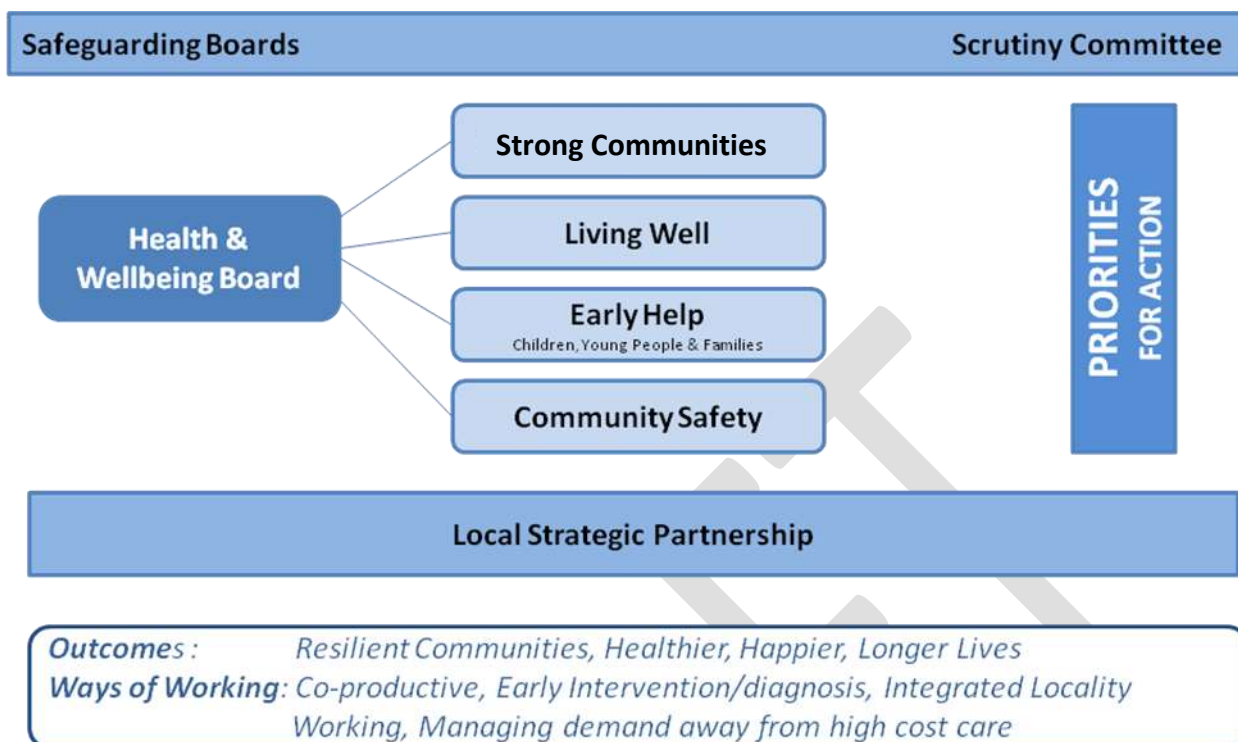 Safeguarding Boards Scrutiny Committee
Strong Communities
Living Well
Health &
Wellbeing Board
Early Help
Children, Young People & Families
Community Safety
PRIORITIES
FOR ACTION
Local Strategic Partnership
Outcomes : Resilient Communities, Healthier, Happier, Longer Lives
Ways of Working: Co-productive, Early Intervention/diagnosis, Integrated Locality
Working, Managing demand away from high cost care